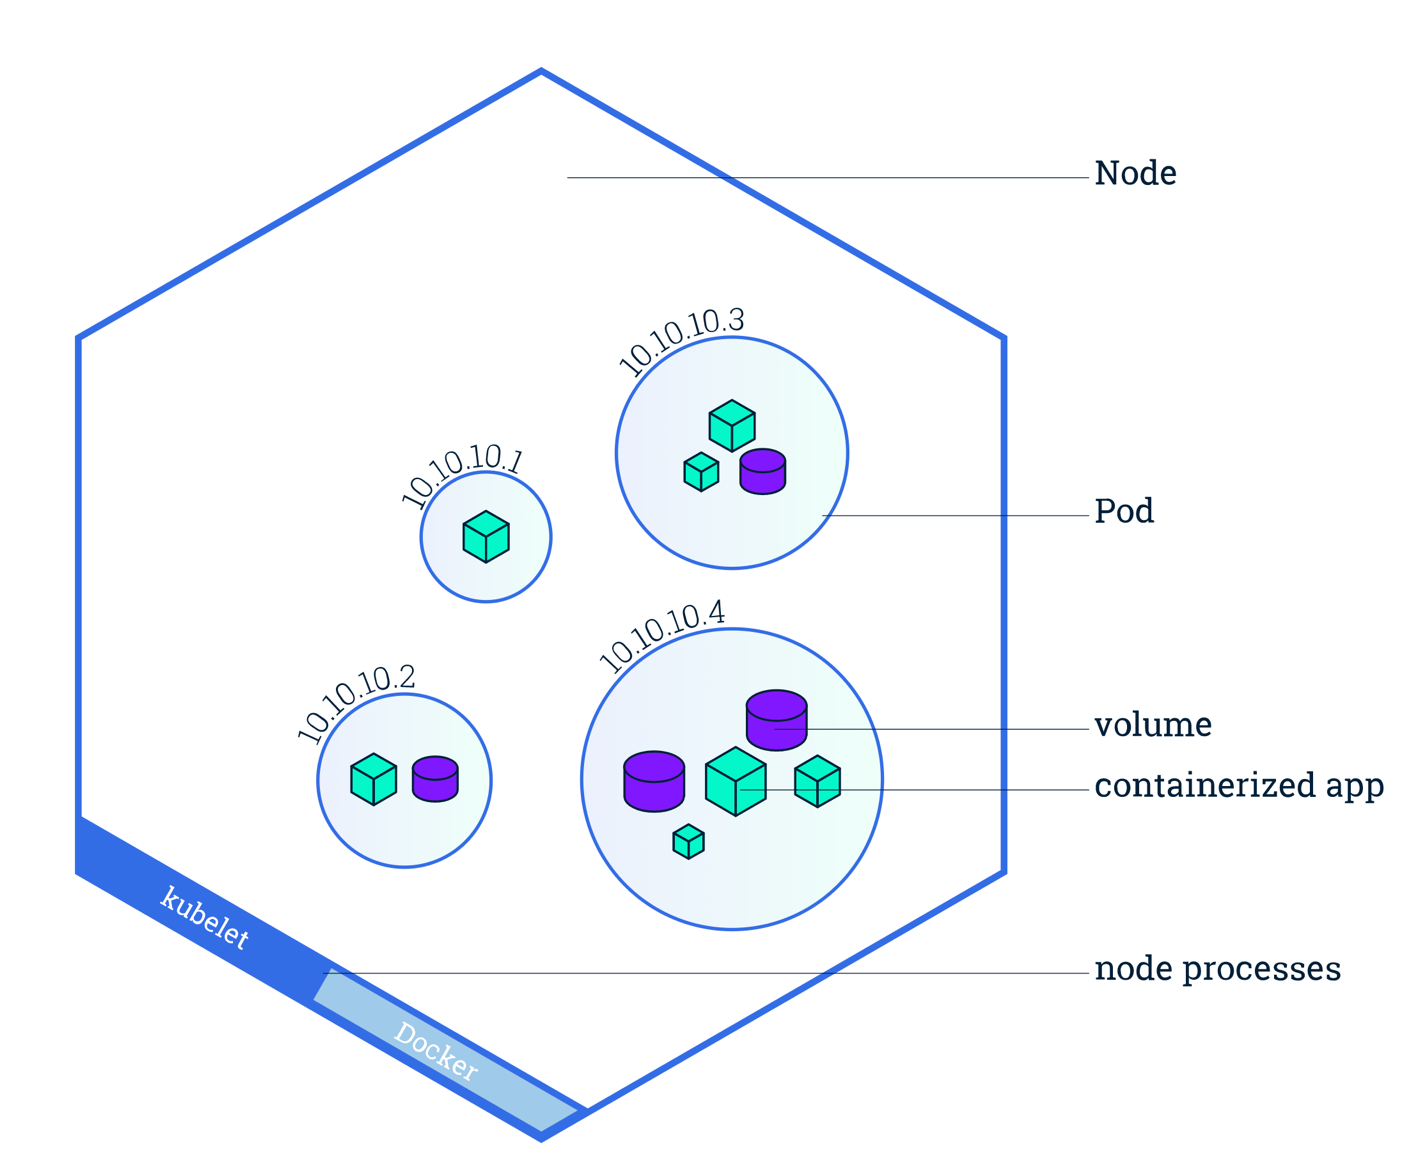 Node
10.10.10.3
10.10.10.1
Pod
10.10.10.4
10.10.10.2
volume
containerized app
kubelet
node processes
Docker